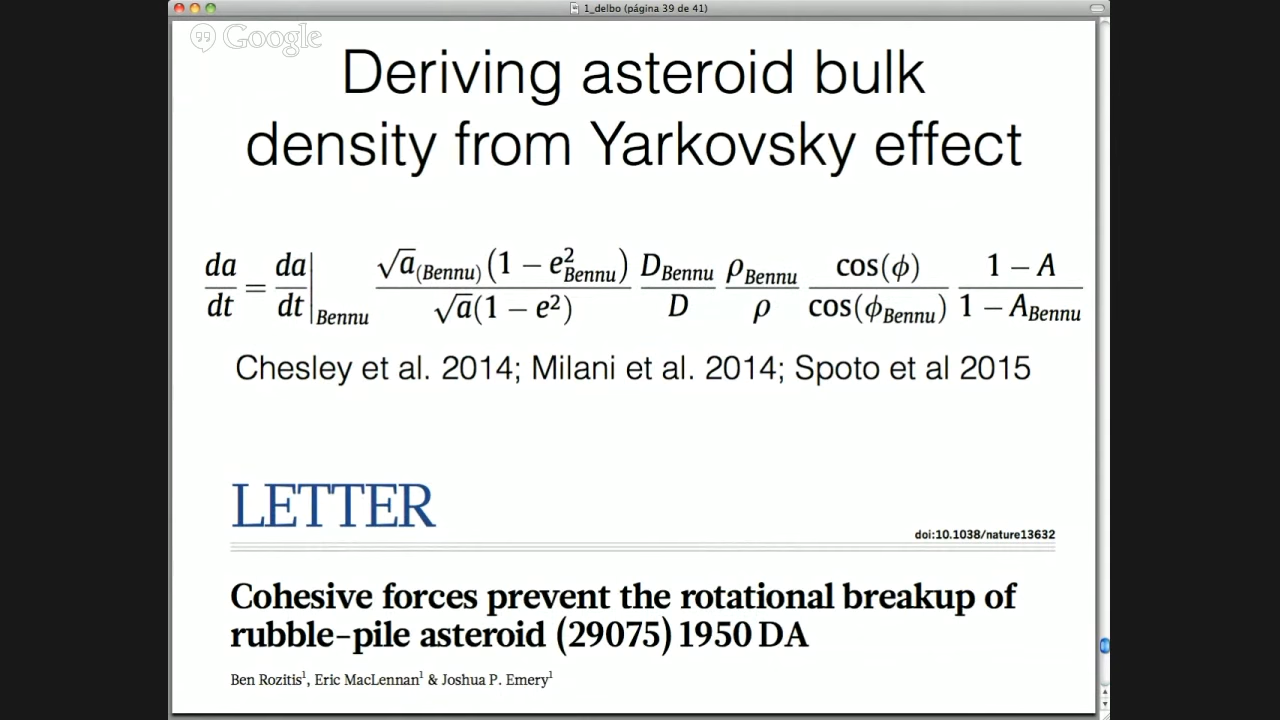 1_delbo (página 39 de 41)
Google
Deriving asteroid bulk
density from Yarkovsky effect
da/dt = da/dt|Bennu √a(Bennu)(1 − e²Bennu)/√a(1 − e²) DBennu/D ρBennu/ρ cos(ϕ)/cos(ϕBennu) 1 − A/1 − ABennu
Chesley et al. 2014; Milani et al. 2014; Spoto et al 2015
LETTER
doi:10.1038/nature13632
Cohesive forces prevent the rotational breakup of
rubble-pile asteroid (29075) 1950 DA
Ben Rozitis¹, Eric MacLennan¹ & Joshua P. Emery¹